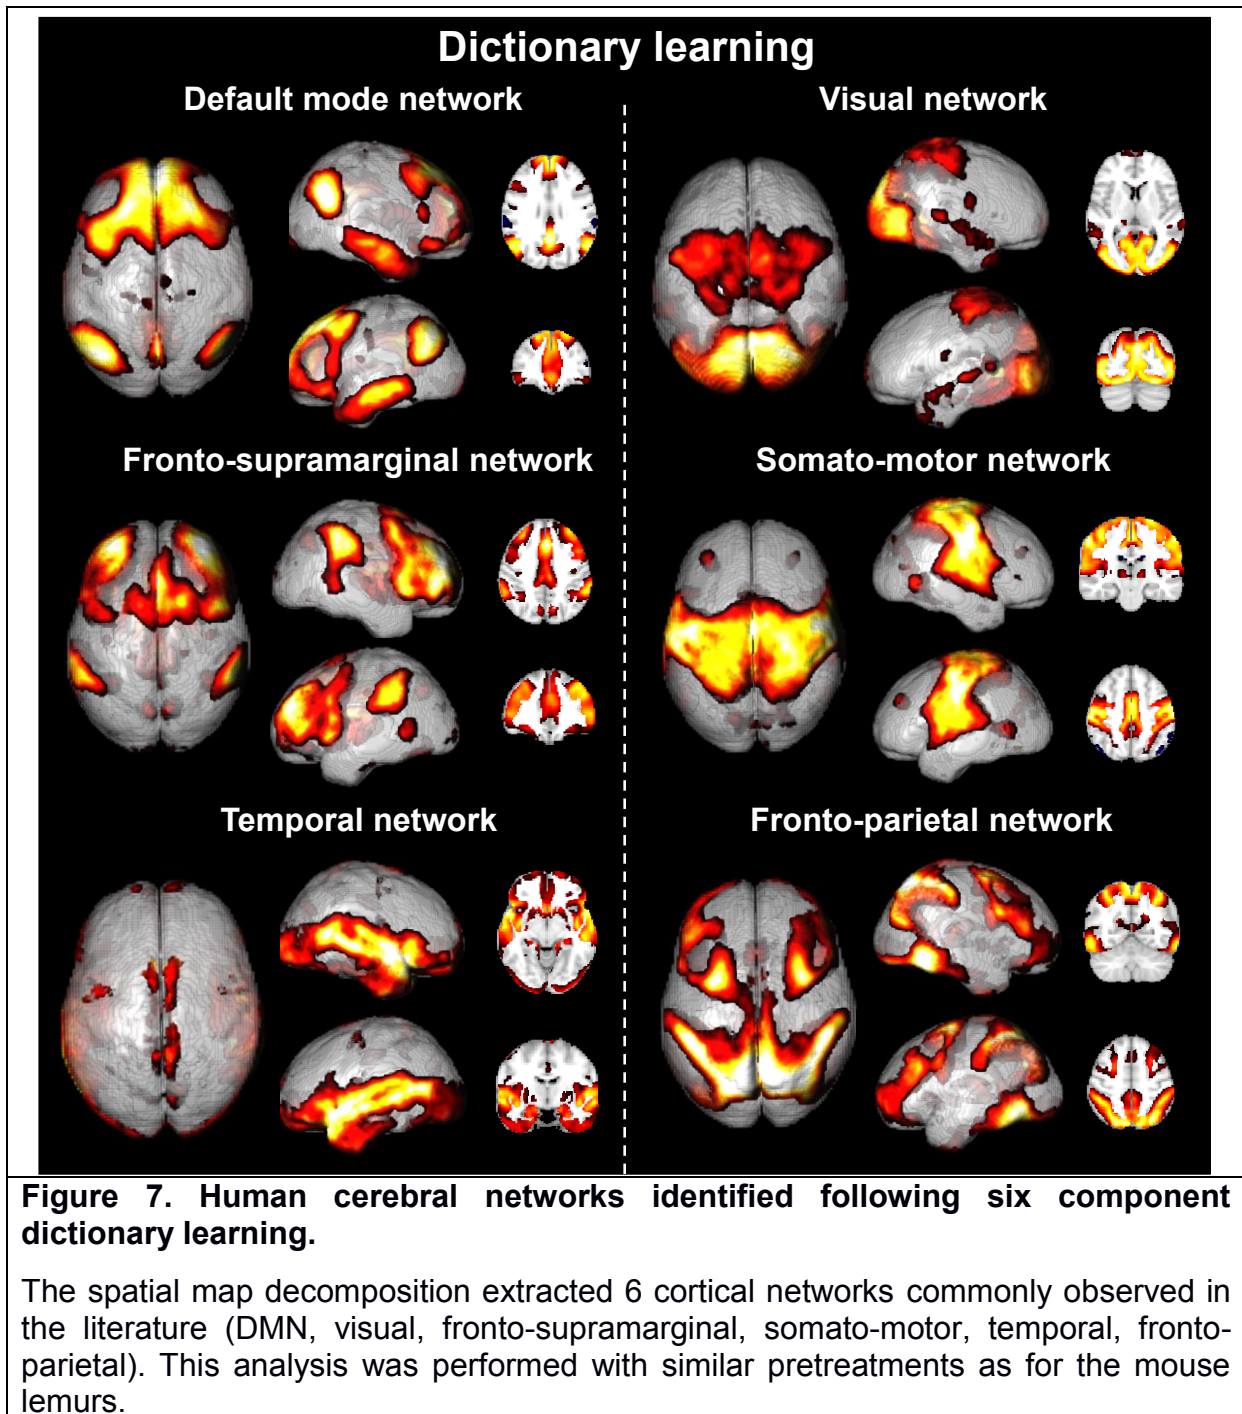 Dictionary learning
Default mode network
Visual network
Fronto-supramarginal network
Somato-motor network
Temporal network
Fronto-parietal network
Figure 7. Human cerebral networks identified following six component
dictionary learning.
The spatial map decomposition extracted 6 cortical networks commonly observed in
the literature (DMN, visual, fronto-supramarginal, somato-motor, temporal, fronto-
parietal). This analysis was performed with similar pretreatments as for the mouse
lemurs.